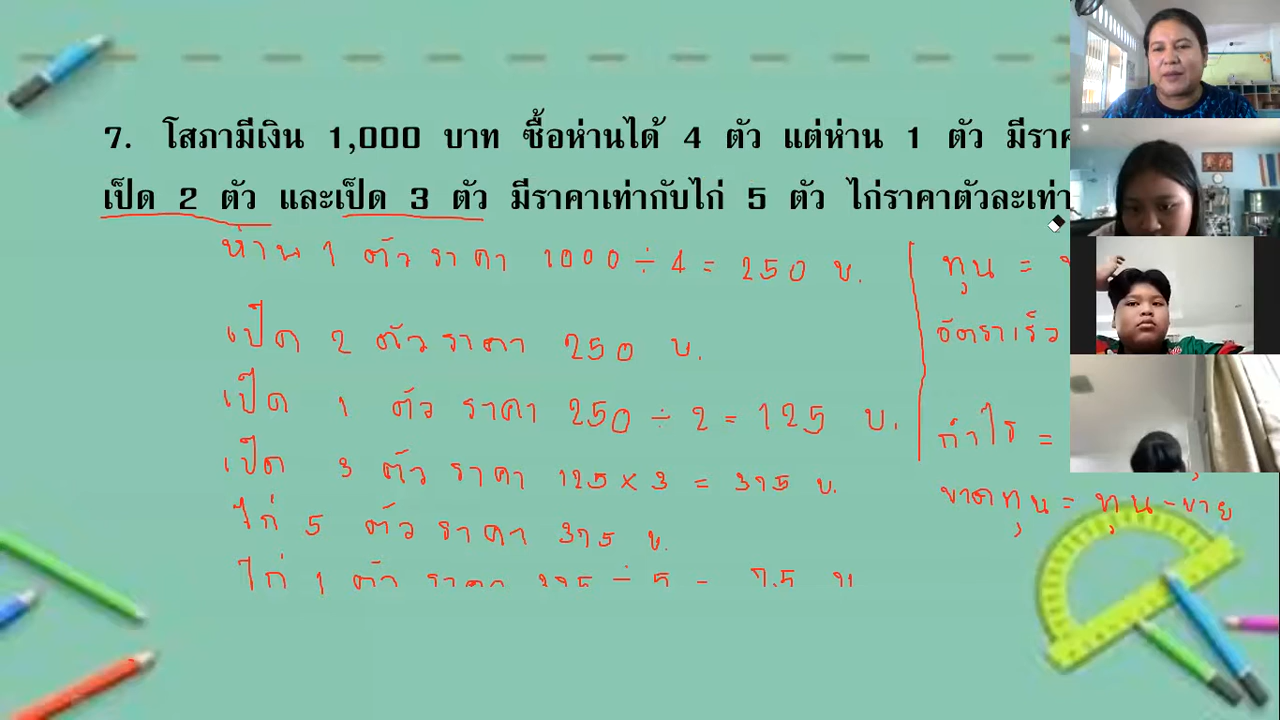 7. โสภามีเงิน 1,000 บาท ซื้อห่านได้ 4 ตัว แต่ห่าน 1 ตัว
เป็ด 2 ตัว และเป็ด 3 ตัว มีราคาเท่ากับไก่ 5 ตัว ไก่ราคาตัวละเท่า
ห่าน 1 ตัวราคา 1000 ÷ 4 = 250 บ.
เป็ด 2 ตัวราคา 250 บ.
เป็ด 1 ตัว ราคา 250 ÷ 2 = 125 บ.
เป็ด 3 ตัว ราคา 125 × 3 = 375 บ.
ไก่ 5 ตัวราคา 375 บ.
ไก่ 1 ตัว ราคา 375 ÷ 5 =
ทุน =
อัตราเร็ว
กำไร =
ขาดทุน = ทุน - ขาย